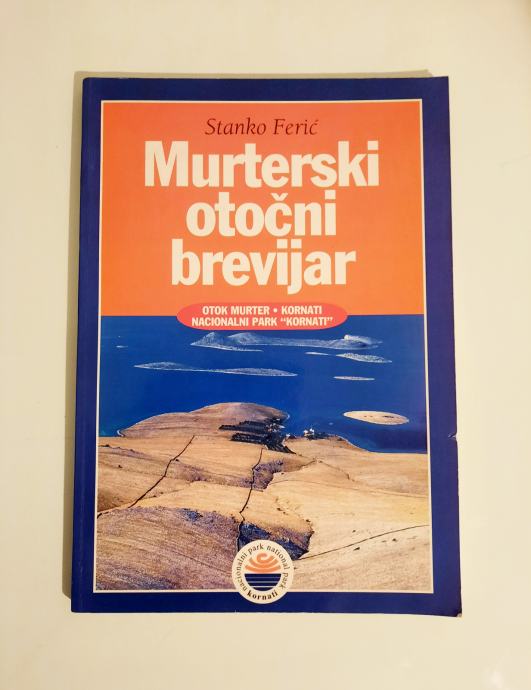 Stanko Ferić
Murterski
otočni
brevijar
OTOK MURTER • KORNATI
NACIONALNI PARK "KORNATI"
nacionalni park national park
kornati